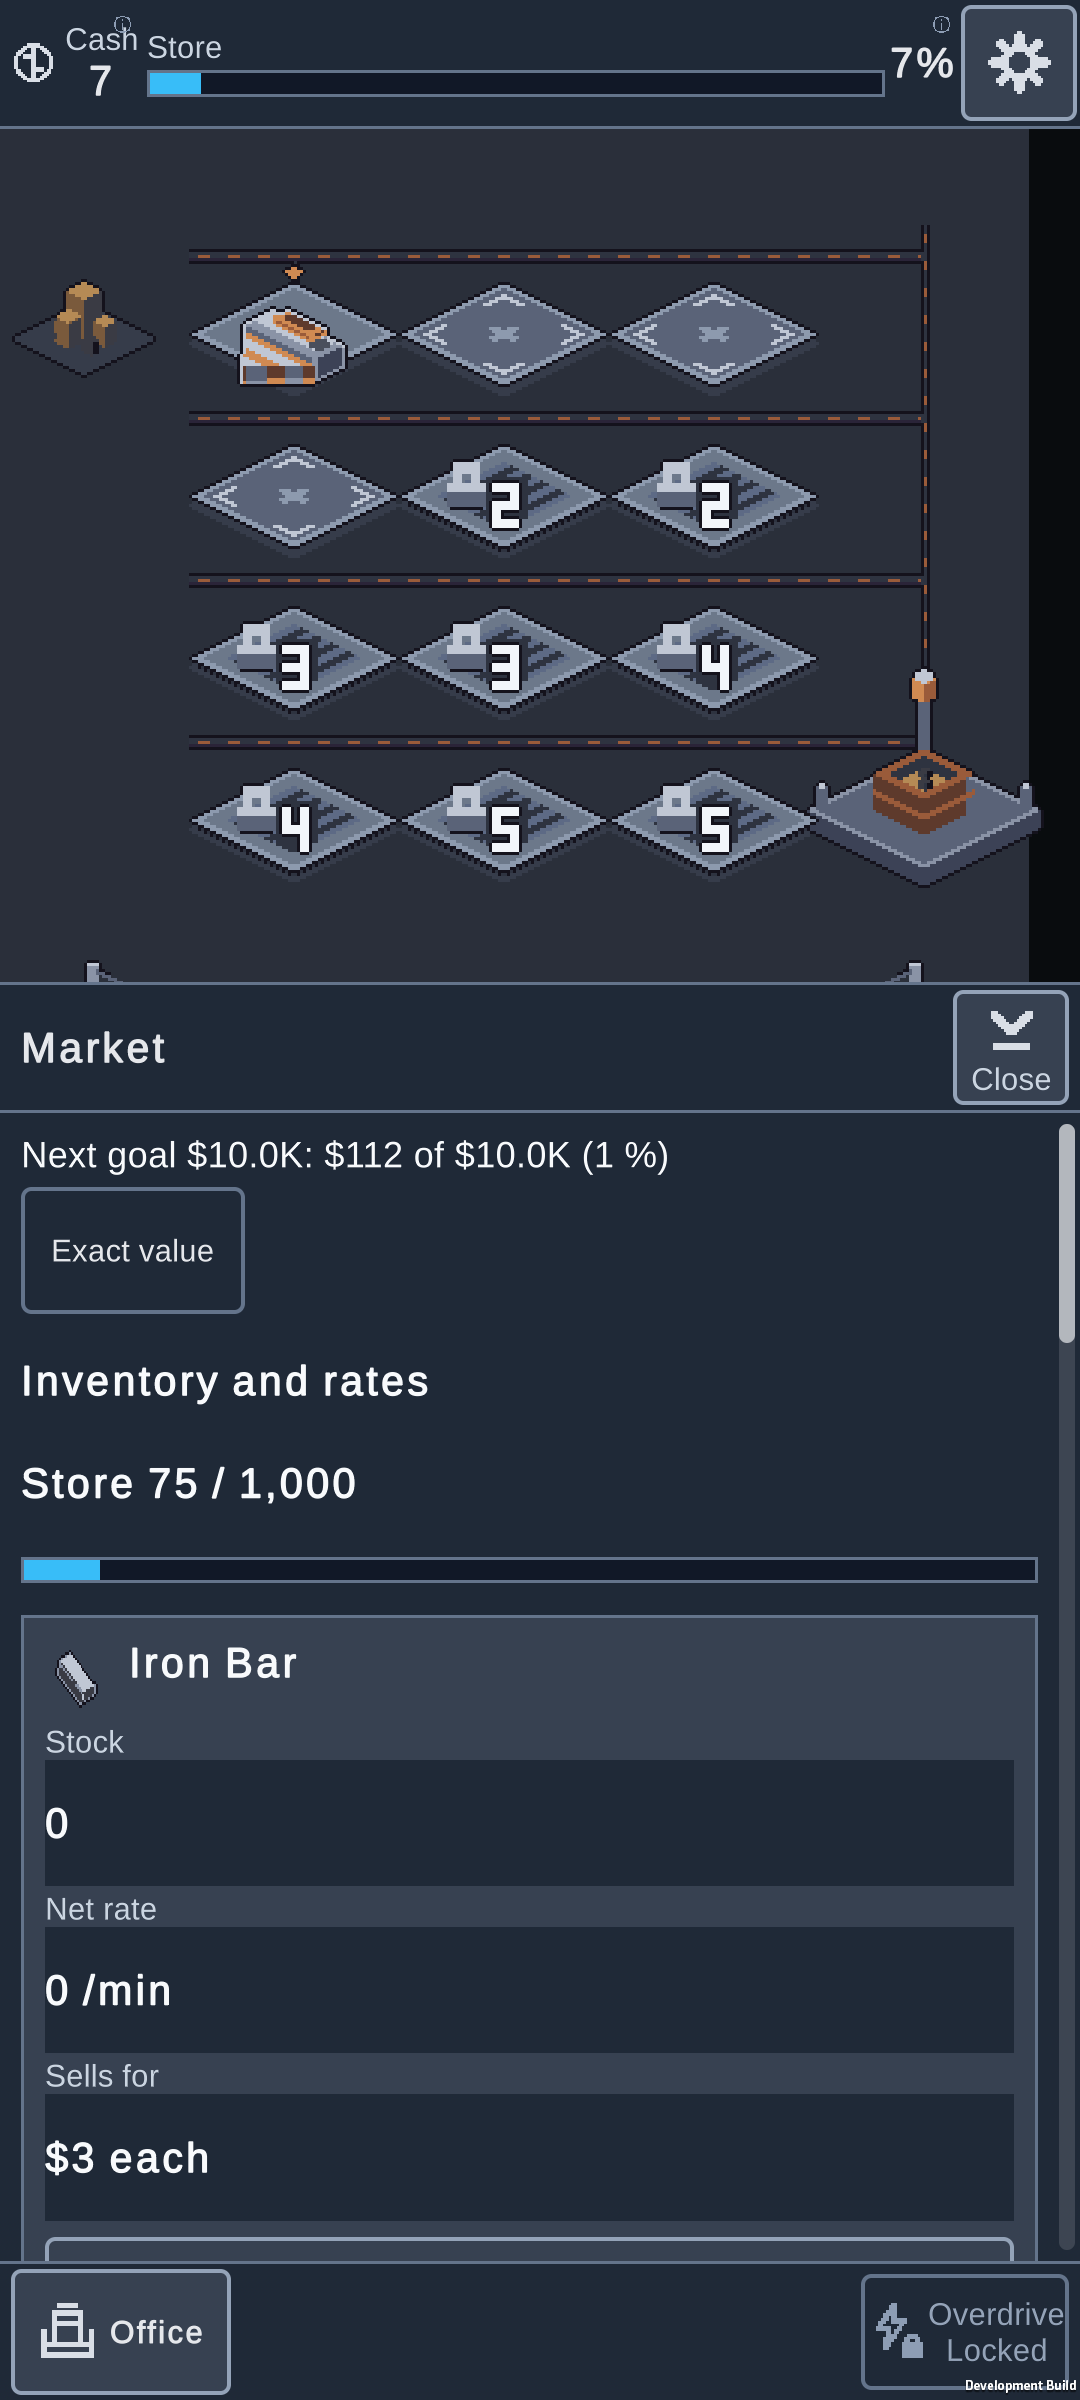 Cash
7
Store
7%
2
2
3
3
4
4
5
5
Market
Close
Next goal $10.0K: $112 of $10.0K (1 %)
Exact value
Inventory and rates
Store 75 / 1,000
Iron Bar
Stock
0
Net rate
0 /min
Sells for
$3 each
Office
Overdrive
Locked
Development Build